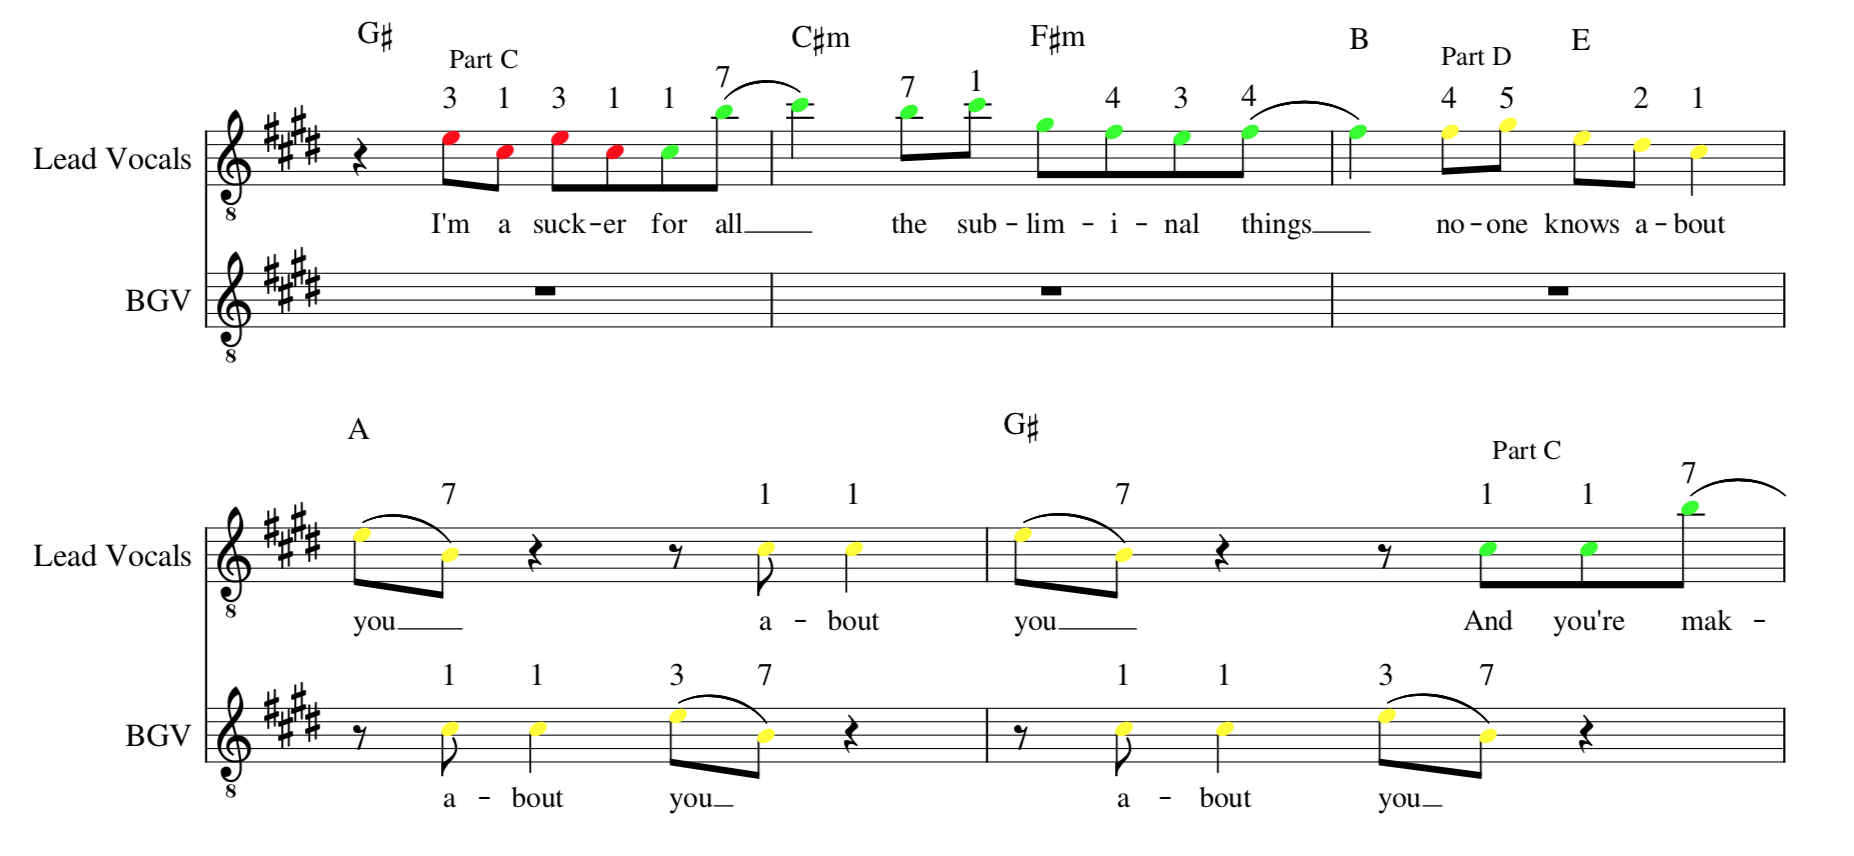 G♯ C♯m F♯m B E
Part C Part D
3 1 3 1 1 7 7 1 4 3 4 4 5 2 1
Lead Vocals
8
I'm a suck-er for all the sub-lim-i-nal things no-one knows a-bout
BGV
8
A G♯
Part C
7 1 1 7 1 1 7
Lead Vocals
8
you a-bout you And you're mak-
1 1 3 7 1 1 3 7
BGV
8
a-bout you a-bout you